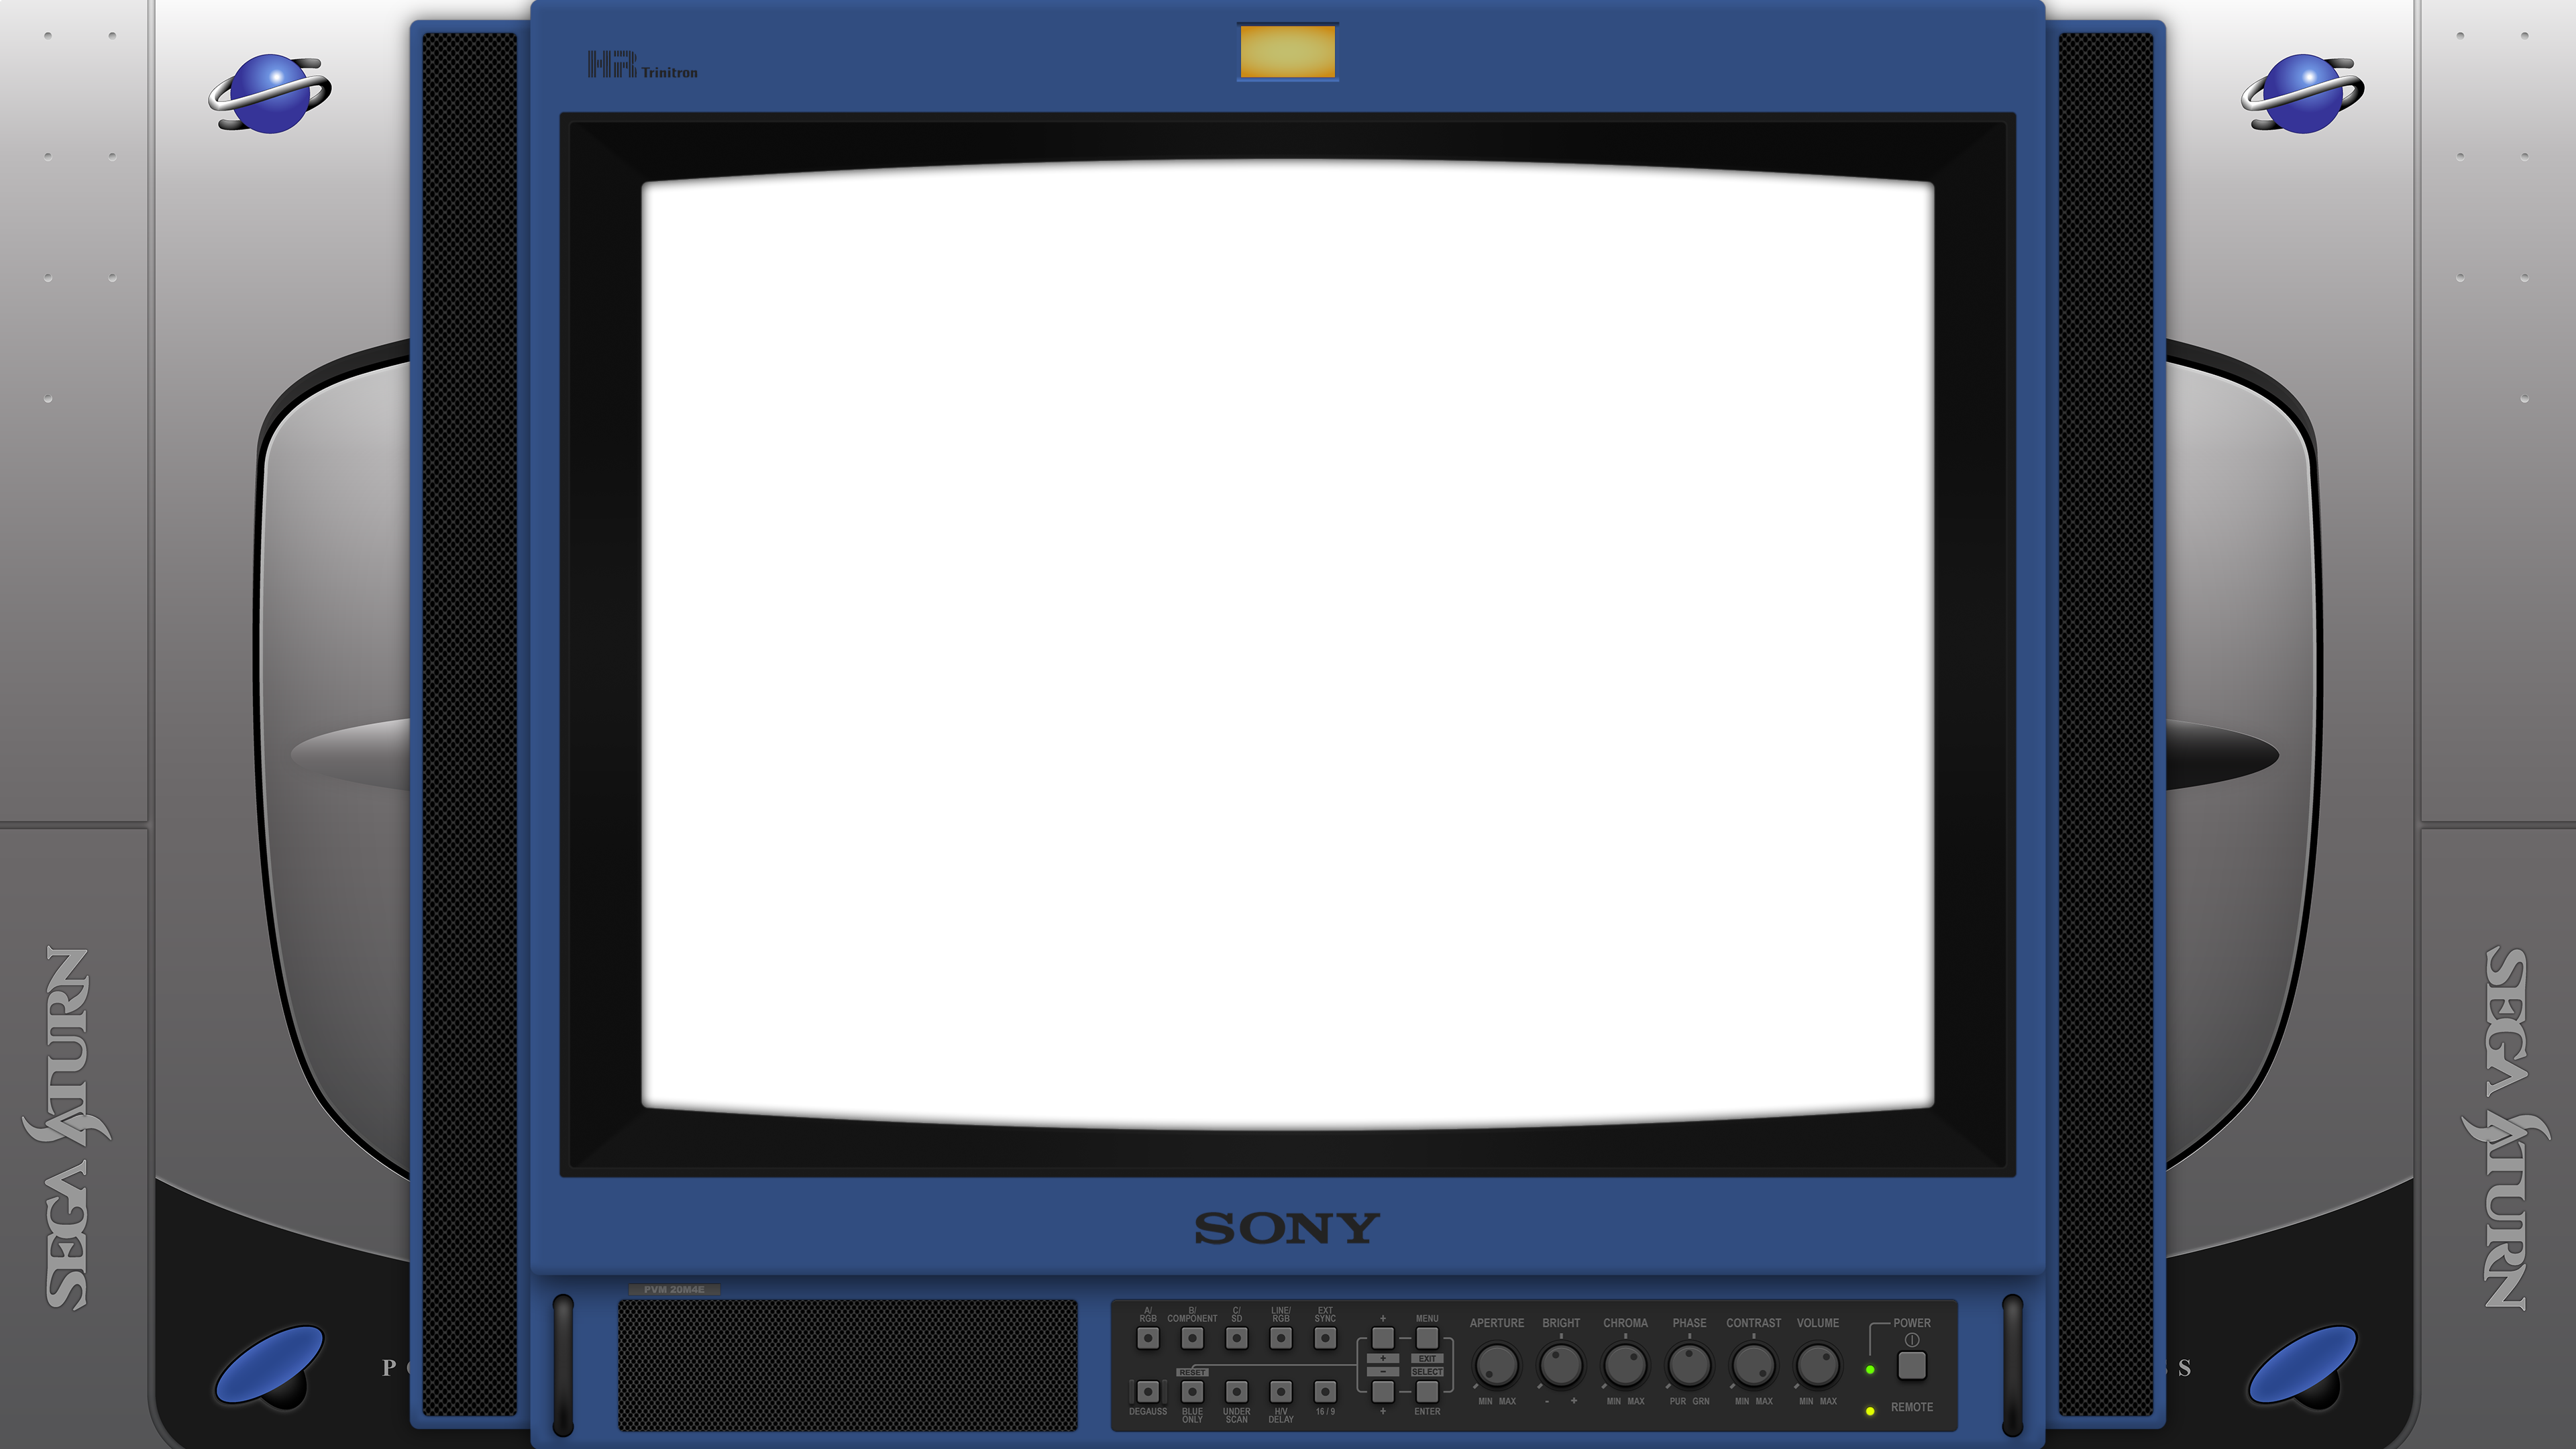 HR Trinitron
SEGA SATURN
SEGA SATURN
SONY
PVM 20M4E
A/ RGB
B/ COMPONENT
C/ SD
LINE/ RGB
EXT SYNC
+
MENU
+
EXIT
RESET
−
SELECT
DEGAUSS
BLUE ONLY
UNDER SCAN
H/V DELAY
16 / 9
+
ENTER
APERTURE
BRIGHT
CHROMA
PHASE
CONTRAST
VOLUME
MIN MAX
- +
MIN MAX
PUR GRN
MIN MAX
MIN MAX
POWER
REMOTE
P
S